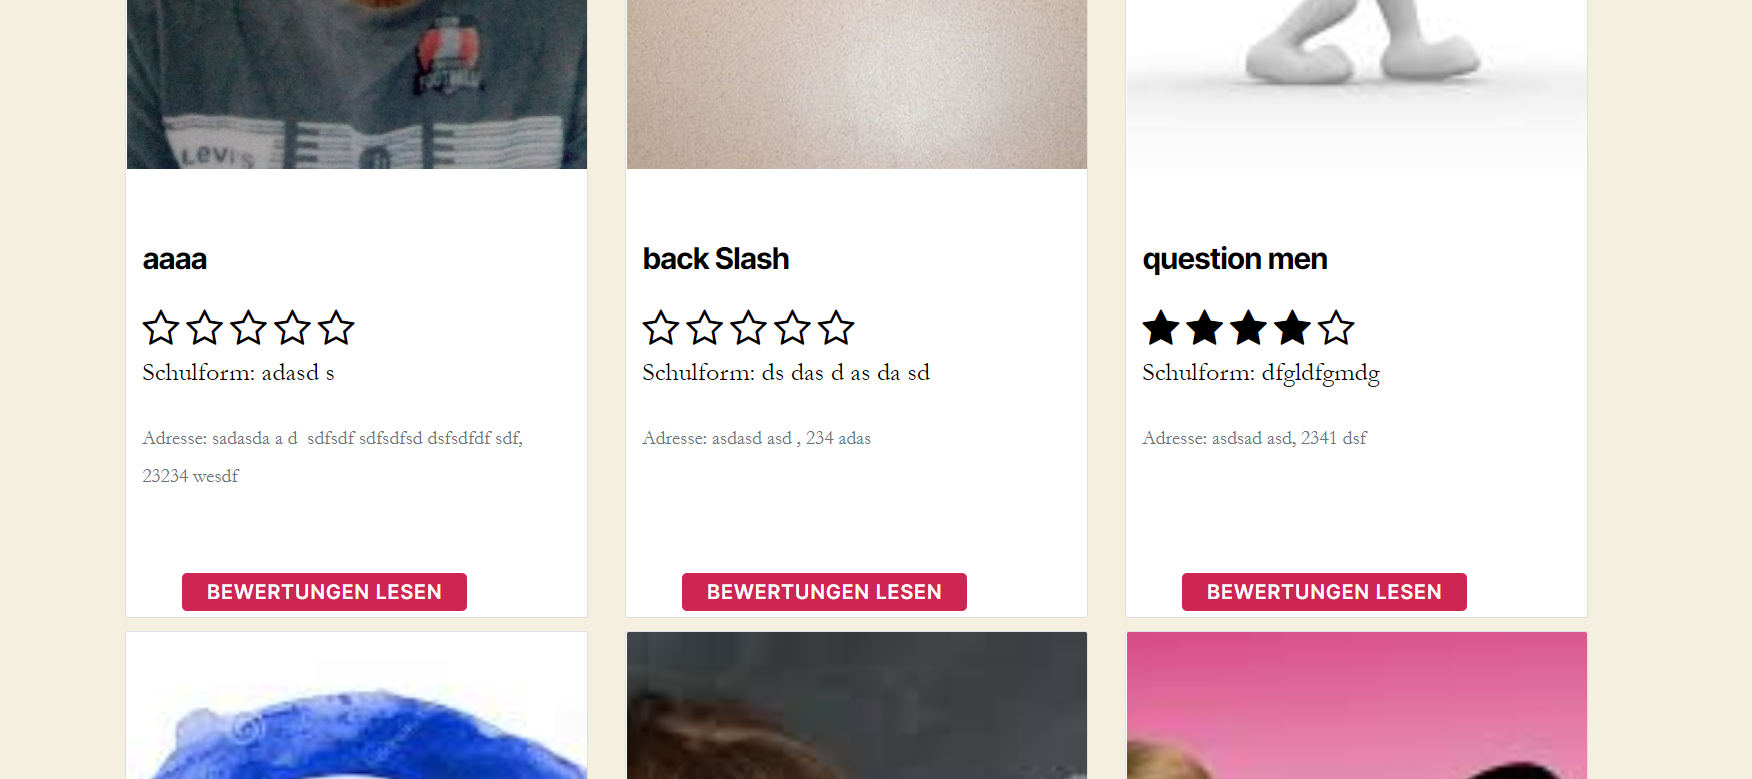 Levi's
aaaa
back Slash
question men
Schulform: adasd s
Schulform: ds das d as da sd
Schulform: dfgldfgmdg
Adresse: sadasda a d  sdfsdf sdfsdfsd dsfsdfdf sdf,
23234 wesdf
Adresse: asdasd asd , 234 adas
Adresse: asdsad asd, 2341 dsf
BEWERTUNGEN LESEN
BEWERTUNGEN LESEN
BEWERTUNGEN LESEN